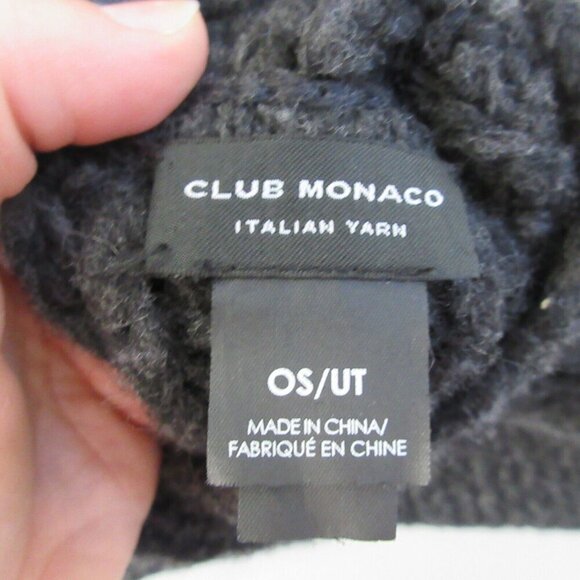 CLUB MONACO
ITALIAN YARN
OS/UT
MADE IN CHINA/
FABRIQUÉ EN CHINE